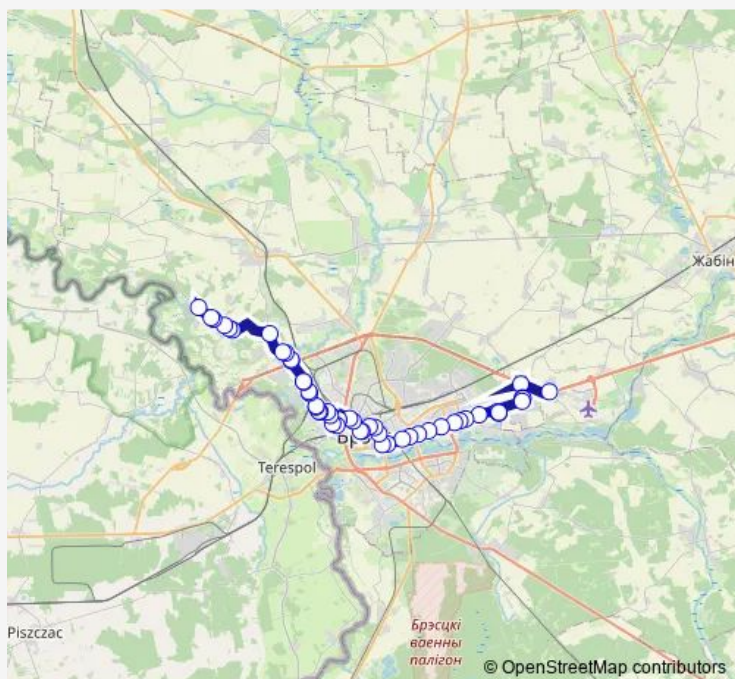 Жабін
Terespol
Piszczac
Брэсцкі
ваенны
палігон
© OpenStreetMap contributors